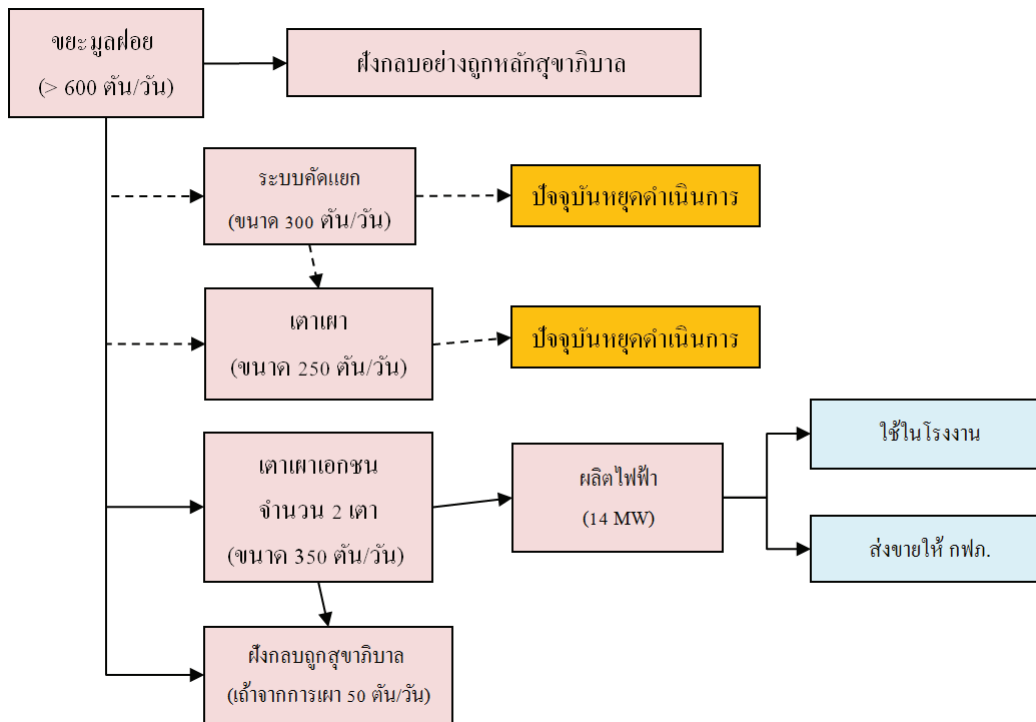 ขยะมูลฝอย
(> 600 ตัน/วัน)
ฝังกลบอย่างถูกหลักสุขาภิบาล
ระบบคัดแยก
(ขนาด 300 ตัน/วัน)
ปัจจุบันหยุดดำเนินการ
เตาเผา
(ขนาด 250 ตัน/วัน)
ปัจจุบันหยุดดำเนินการ
เตาเผาเอกชน
จำนวน 2 เตา
(ขนาด 350 ตัน/วัน)
ผลิตไฟฟ้า
(14 MW)
ใช้ในโรงงาน
ส่งขายให้ กฟภ.
ฝังกลบถูกสุขาภิบาล
(เถ้าจากการเผา 50 ตัน/วัน)